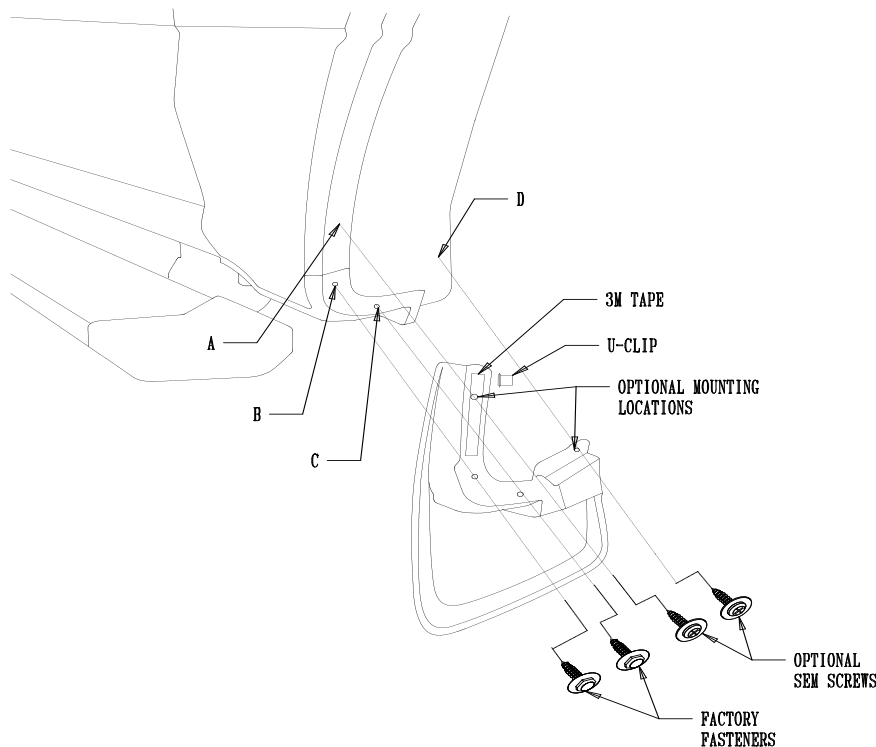 D
3M TAPE
A
U-CLIP
OPTIONAL MOUNTING
LOCATIONS
B
C
OPTIONAL
SEM SCREWS
FACTORY
FASTENERS